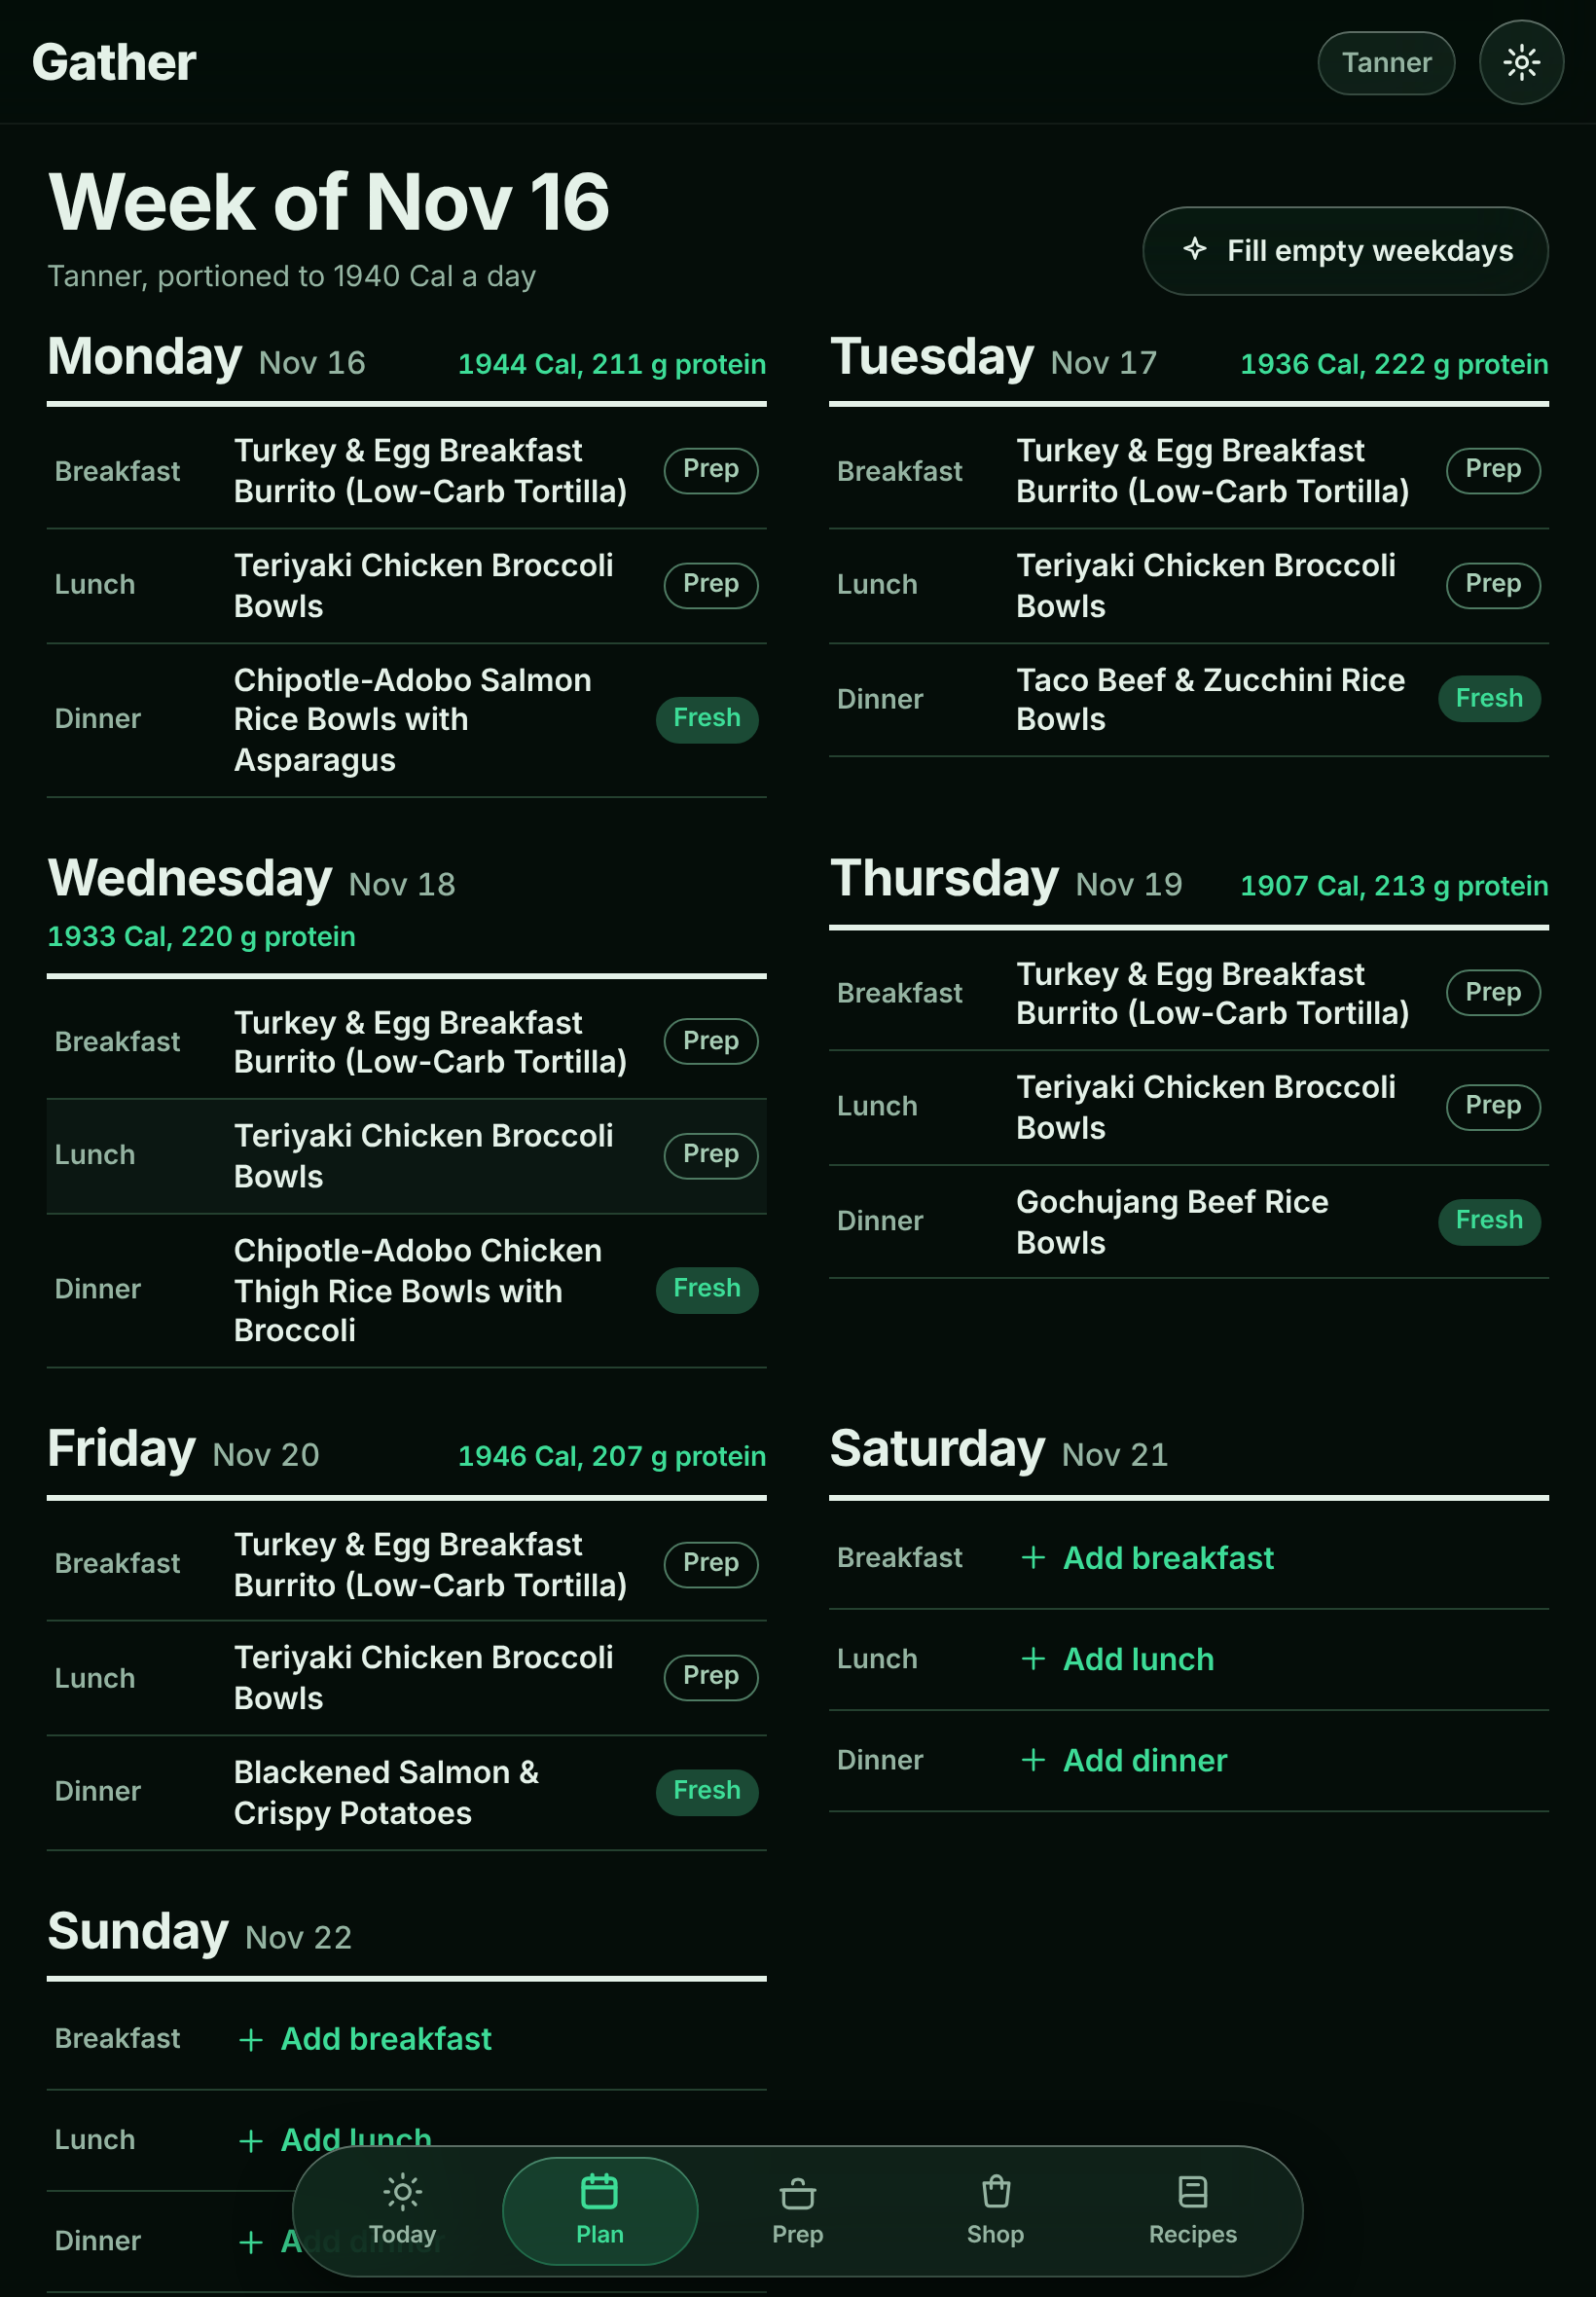 Gather
Tanner
Week of Nov 16
Tanner, portioned to 1940 Cal a day
Fill empty weekdays
Monday Nov 16 1944 Cal, 211 g protein
Breakfast
Turkey & Egg Breakfast
Burrito (Low-Carb Tortilla)
Prep
Lunch
Teriyaki Chicken Broccoli
Bowls
Prep
Dinner
Chipotle-Adobo Salmon
Rice Bowls with
Asparagus
Fresh
Tuesday Nov 17 1936 Cal, 222 g protein
Breakfast
Turkey & Egg Breakfast
Burrito (Low-Carb Tortilla)
Prep
Lunch
Teriyaki Chicken Broccoli
Bowls
Prep
Dinner
Taco Beef & Zucchini Rice
Bowls
Fresh
Wednesday Nov 18
1933 Cal, 220 g protein
Breakfast
Turkey & Egg Breakfast
Burrito (Low-Carb Tortilla)
Prep
Lunch
Teriyaki Chicken Broccoli
Bowls
Prep
Dinner
Chipotle-Adobo Chicken
Thigh Rice Bowls with
Broccoli
Fresh
Thursday Nov 19 1907 Cal, 213 g protein
Breakfast
Turkey & Egg Breakfast
Burrito (Low-Carb Tortilla)
Prep
Lunch
Teriyaki Chicken Broccoli
Bowls
Prep
Dinner
Gochujang Beef Rice
Bowls
Fresh
Friday Nov 20 1946 Cal, 207 g protein
Breakfast
Turkey & Egg Breakfast
Burrito (Low-Carb Tortilla)
Prep
Lunch
Teriyaki Chicken Broccoli
Bowls
Prep
Dinner
Blackened Salmon &
Crispy Potatoes
Fresh
Saturday Nov 21
Breakfast
+ Add breakfast
Lunch
+ Add lunch
Dinner
+ Add dinner
Sunday Nov 22
Breakfast
+ Add breakfast
Lunch
+ Add lunch
Dinner
+ Add dinner
Today
Plan
Prep
Shop
Recipes